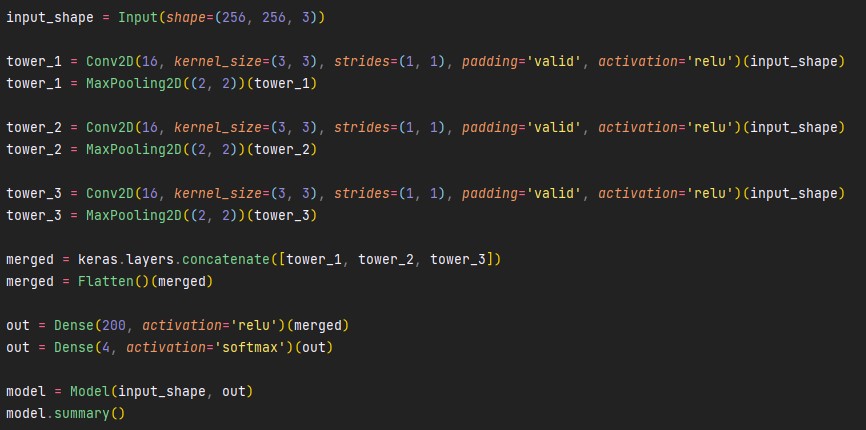 input_shape = Input(shape=(256, 256, 3))
tower_1 = Conv2D(16, kernel_size=(3, 3), strides=(1, 1), padding='valid', activation='relu')(input_shape)
tower_1 = MaxPooling2D((2, 2))(tower_1)
tower_2 = Conv2D(16, kernel_size=(3, 3), strides=(1, 1), padding='valid', activation='relu')(input_shape)
tower_2 = MaxPooling2D((2, 2))(tower_2)
tower_3 = Conv2D(16, kernel_size=(3, 3), strides=(1, 1), padding='valid', activation='relu')(input_shape)
tower_3 = MaxPooling2D((2, 2))(tower_3)
merged = keras.layers.concatenate([tower_1, tower_2, tower_3])
merged = Flatten()(merged)
out = Dense(200, activation='relu')(merged)
out = Dense(4, activation='softmax')(out)
model = Model(input_shape, out)
model.summary()